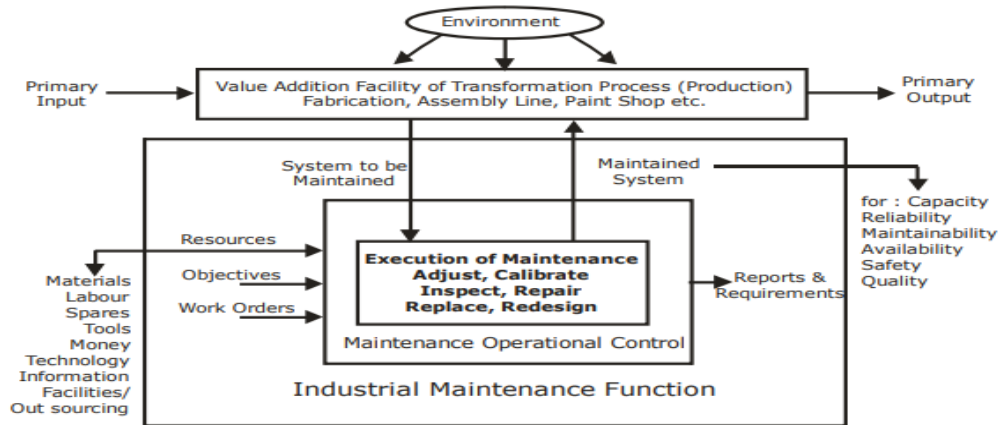 Environment
Primary
Input
Value Addition Facility of Transformation Process (Production)
Fabrication, Assembly Line, Paint Shop etc.
Primary
Output
System to be
Maintained
Maintained
System
for : Capacity
Reliability
Maintainability
Availability
Safety
Quality
Resources
Objectives
Work Orders
Materials
Labour
Spares
Tools
Money
Technology
Information
Facilities/
Out sourcing
Execution of Maintenance
Adjust, Calibrate
Inspect, Repair
Replace, Redesign
Maintenance Operational Control
Reports &
Requirements
Industrial Maintenance Function